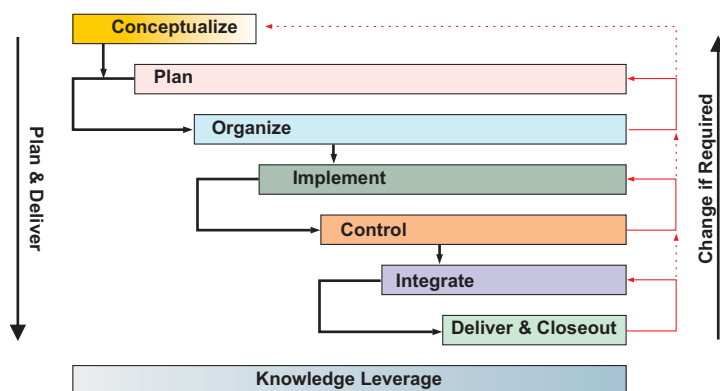 Conceptualize
Plan
Organize
Implement
Control
Integrate
Deliver & Closeout
Knowledge Leverage
Plan & Deliver
Change if Required